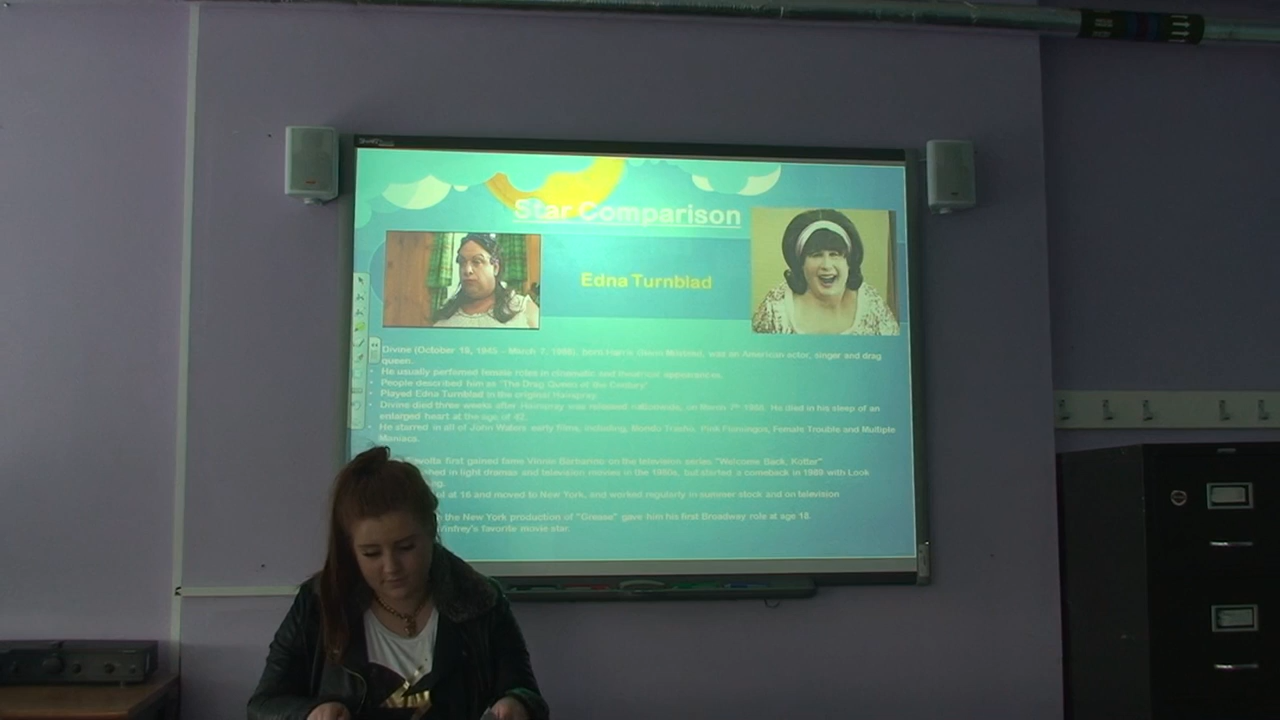 Star Comparison
Edna Turnblad
Divine (October 19, 1945 - March 7, 1988), born Harris Glenn Milstead, was an American actor, singer and drag
queen.
He usually perfomed female roles in cinematic and theatrical appearances.
People described him as "The Drag Queen of the Century"
Played Edna Turnblad in the original Hairspray.
Divine died three weeks after Hairspray was released nationwide, on March 7th 1988. He died in his sleep of an
enlarged heart at the age of 42.
He starred in all of John Waters early films, including; Mondo Trasho, Pink Flamingos, Female Trouble and Multiple
Maniacs.
first gained fame Vinnie Barbarino on the television series "Welcome Back, Kotter"
in light dramas and television movies in the 1980s, but started a comeback in 1989 with Look
at 16 and moved to New York, and worked regularly in summer stock and on television
the New York production of "Grease" gave him his first Broadway role at age 18.
favorite movie star.